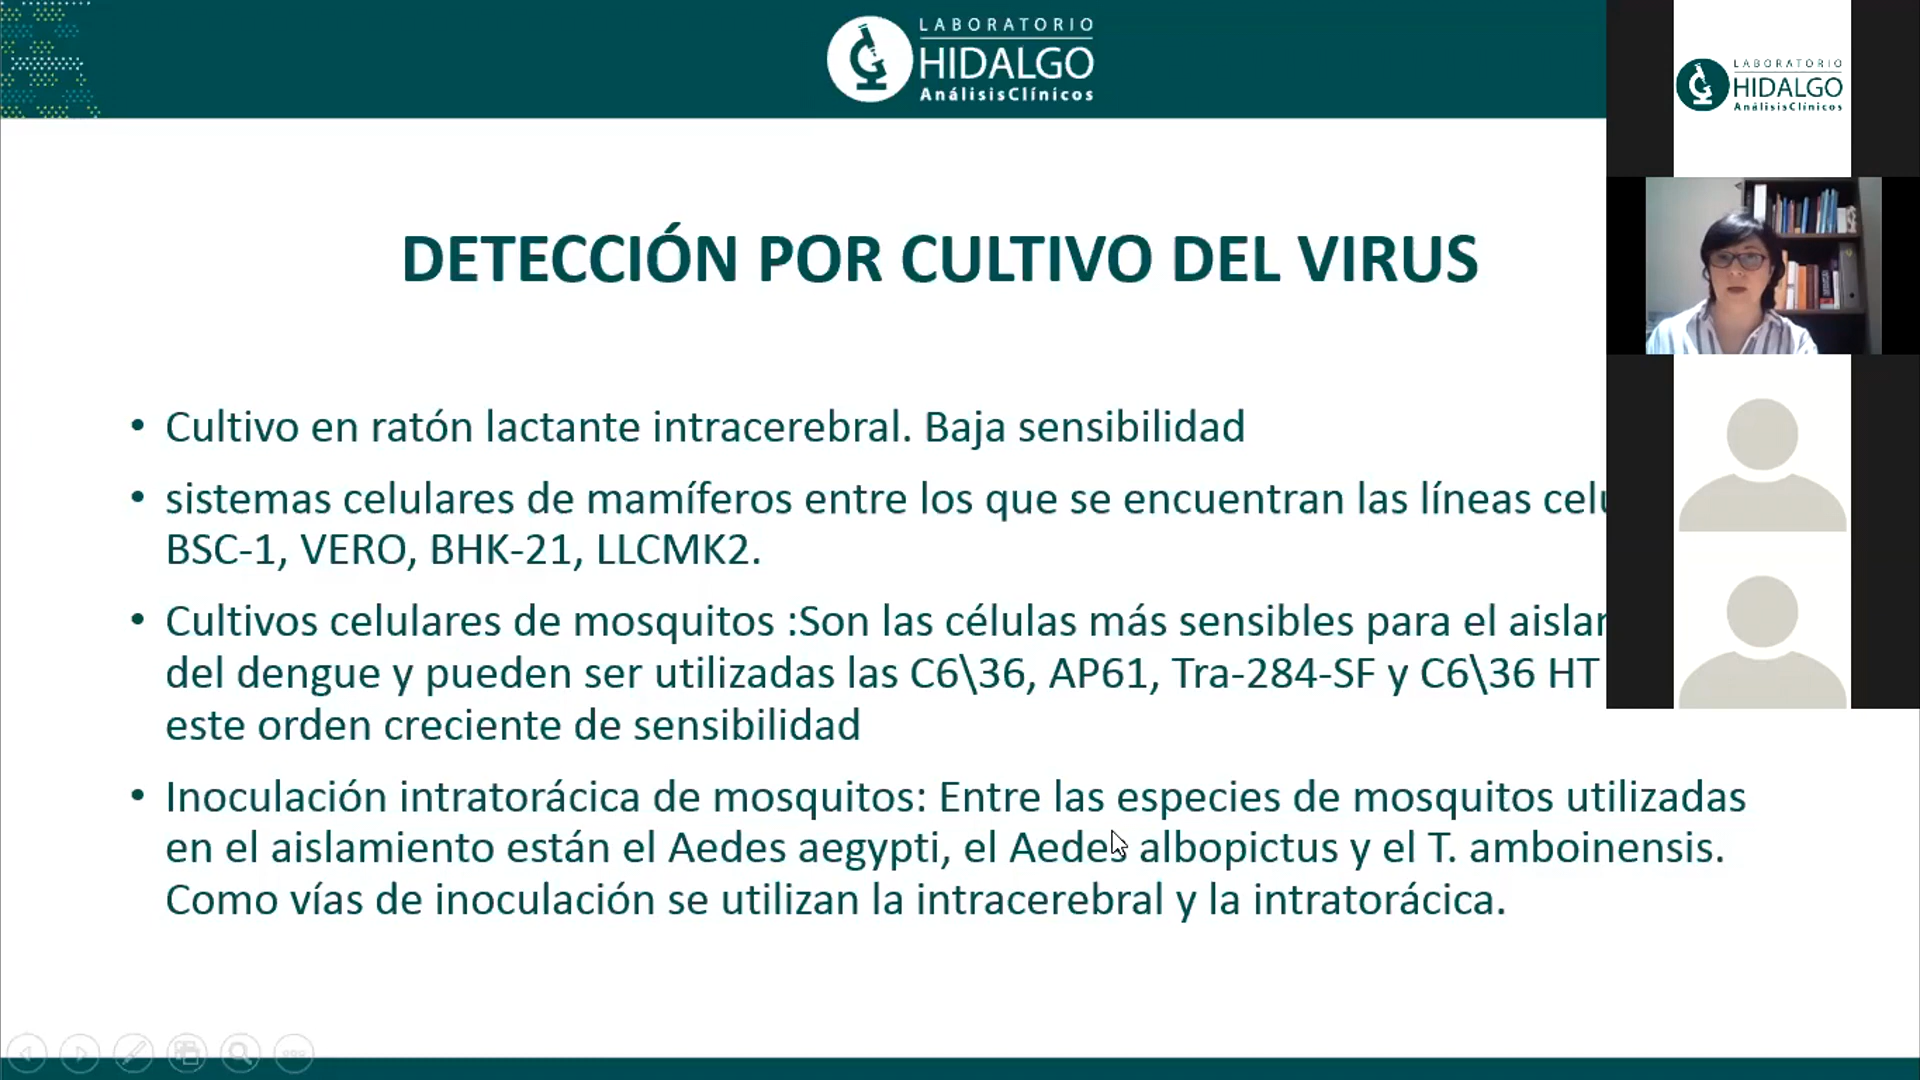 LABORATORIO
HIDALGO
AnálisisClínicos
LABORATORIO
HIDALGO
AnálisisClínicos
DETECCIÓN POR CULTIVO DEL VIRUS
• Cultivo en ratón lactante intracerebral. Baja sensibilidad
• sistemas celulares de mamíferos entre los que se encuentran las líneas
BSC-1, VERO, BHK-21, LLCMK2.
• Cultivos celulares de mosquitos :Son las células más sensibles para el
del dengue y pueden ser utilizadas las C6\36, AP61, Tra-284-SF y C6\36 HT
este orden creciente de sensibilidad
• Inoculación intratorácica de mosquitos: Entre las especies de mosquitos utilizadas
en el aislamiento están el Aedes aegypti, el Aedes albopictus y el T. amboinensis.
Como vías de inoculación se utilizan la intracerebral y la intratorácica.